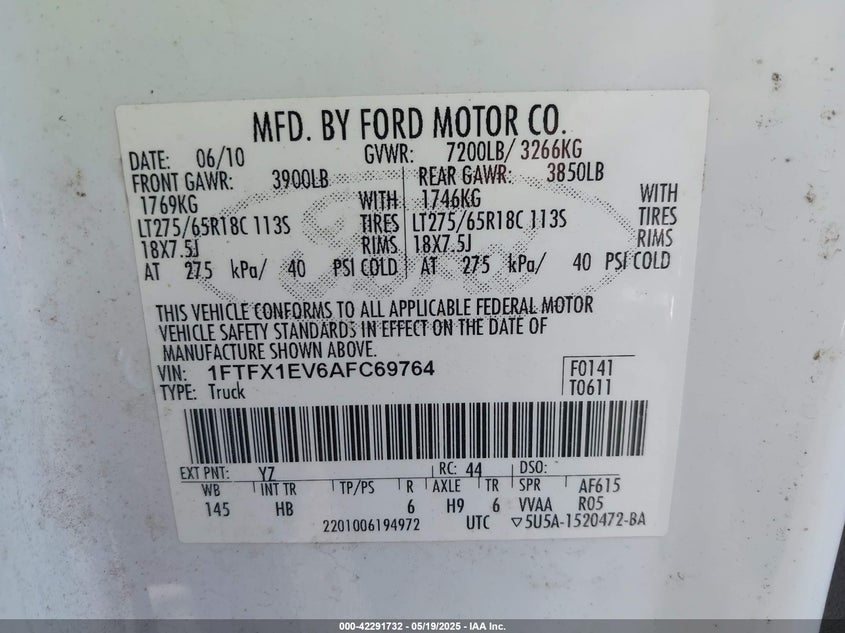 MFD. BY FORD MOTOR CO.
DATE: 06/10 GVWR: 7200LB/ 3266KG
FRONT GAWR: 3900LB REAR GAWR: 3850LB
1769KG WITH 1746KG WITH
LT275/65R18C 113S TIRES LT275/65R18C 113S TIRES
18X7.5J RIMS 18X7.5J RIMS
AT 275 kPa/ 40 PSI COLD AT 275 kPa/ 40 PSI COLD
THIS VEHICLE CONFORMS TO ALL APPLICABLE FEDERAL MOTOR
VEHICLE SAFETY STANDARDS IN EFFECT ON THE DATE OF
MANUFACTURE SHOWN ABOVE.
VIN: 1FTFX1EV6AFC69764 F0141
TYPE: Truck T0611
EXT PNT: YZ RC: 44 DSO:
WB INT TR TP/PS R AXLE TR SPR AF615
145 HB 6 H9 6 VVAA R05
2201006194972 UTC ▽5U5A-1520472-BA
000-42291732 — 05/19/2025 — IAA Inc.